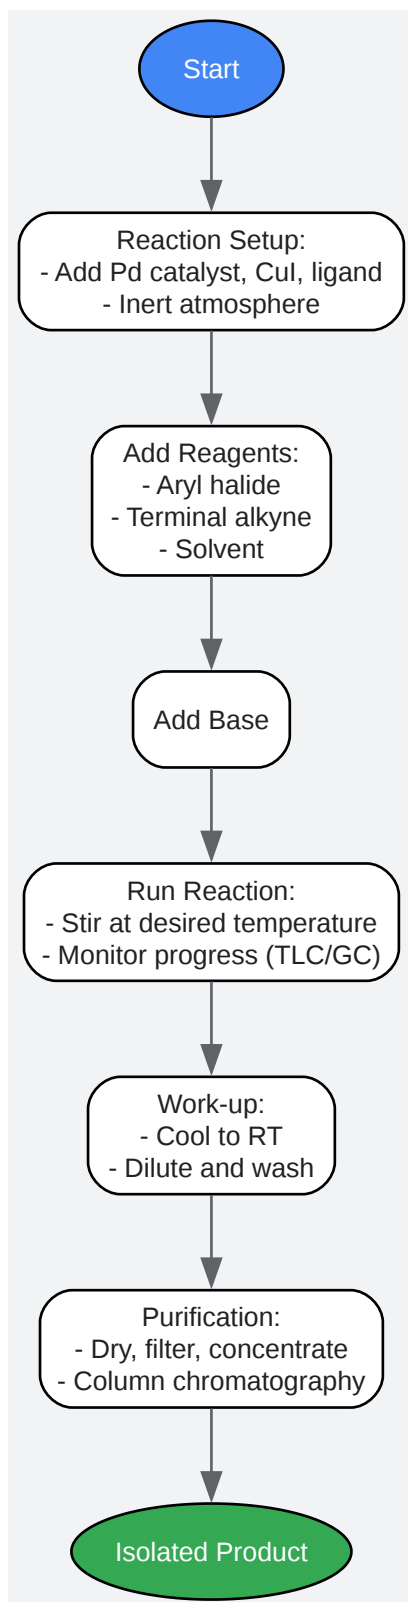 Start
Reaction Setup:
- Add Pd catalyst, CuI, ligand
- Inert atmosphere
Add Reagents:
- Aryl halide
- Terminal alkyne
- Solvent
Add Base
Run Reaction:
- Stir at desired temperature
- Monitor progress (TLC/GC)
Work-up:
- Cool to RT
- Dilute and wash
Purification:
- Dry, filter, concentrate
- Column chromatography
Isolated Product